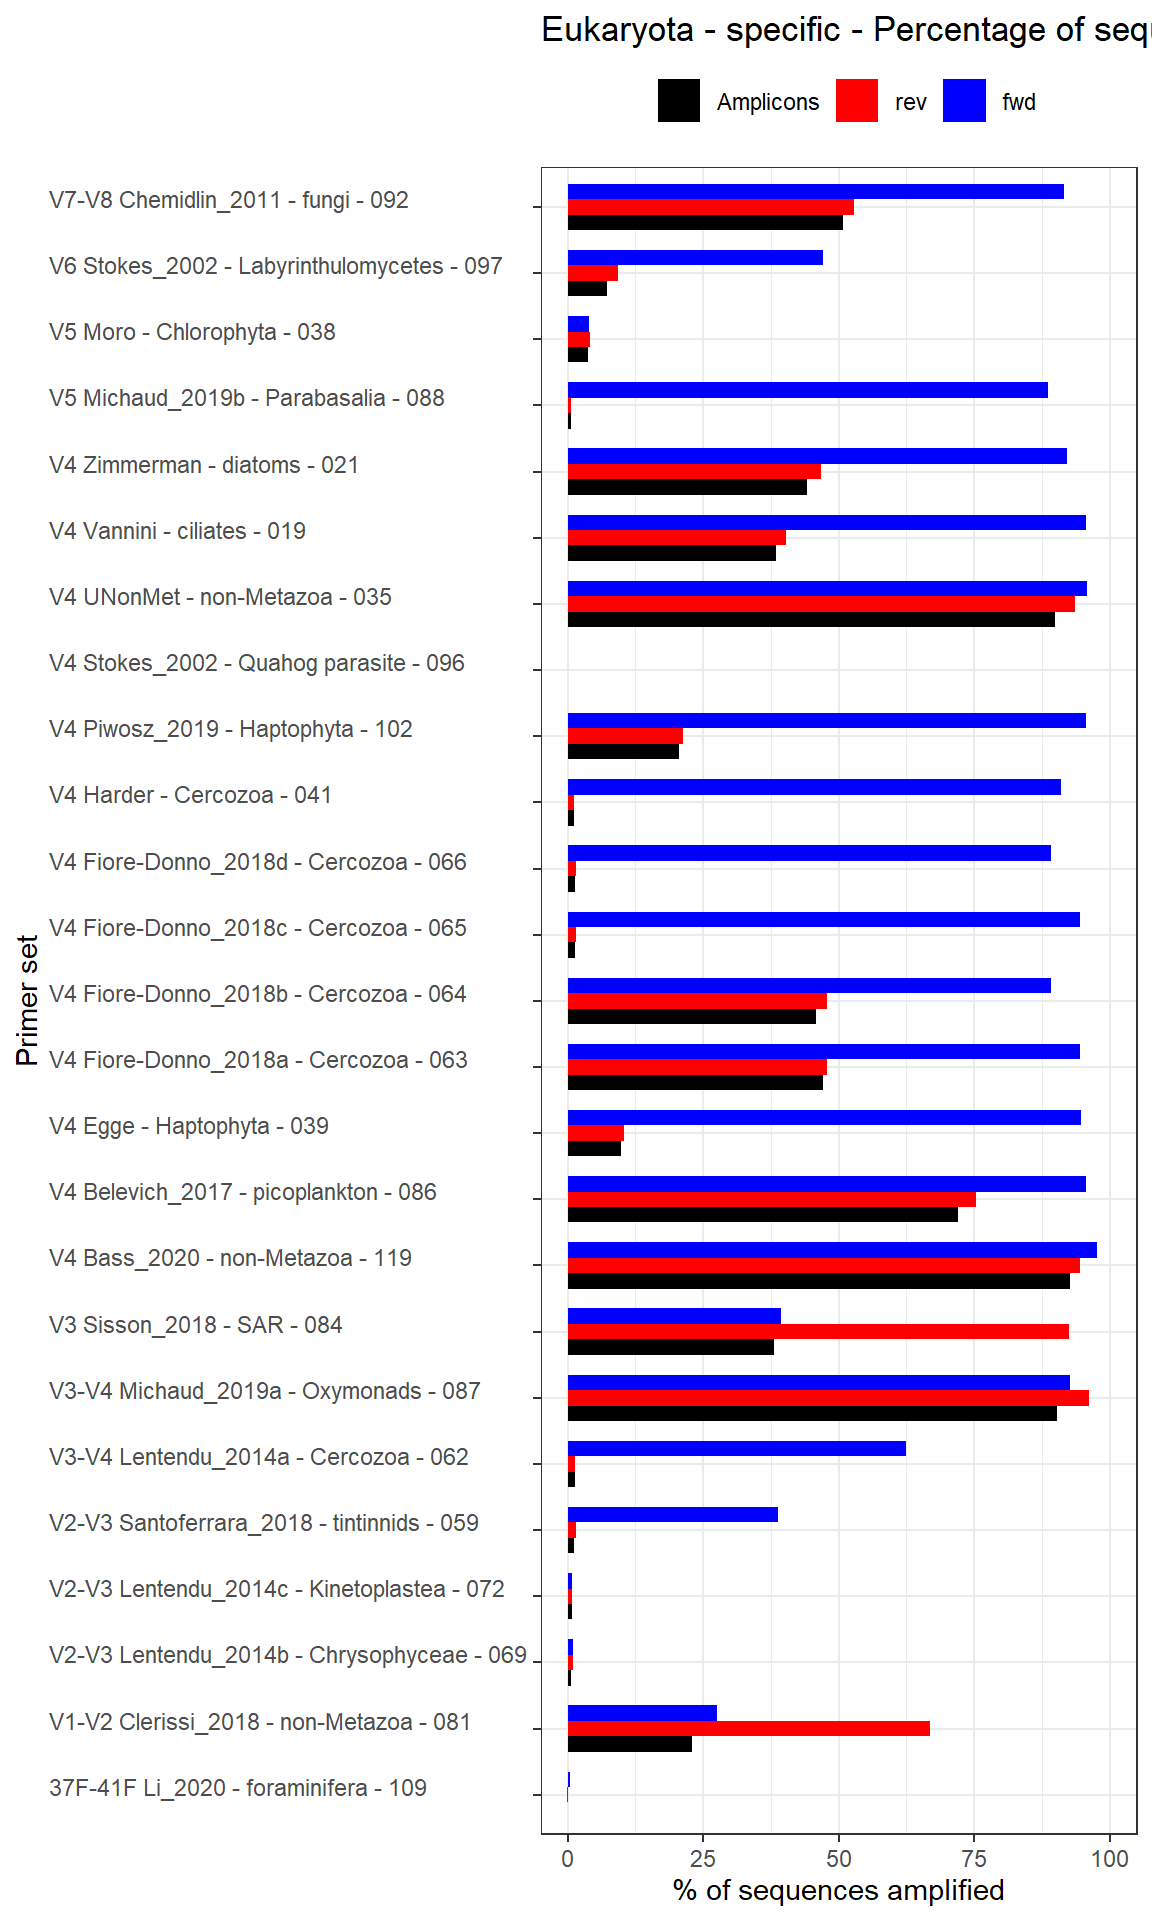 Eukaryota - specific - Percentage of sequ
Amplicons rev fwd
V7-V8 Chemidlin_2011 - fungi - 092
V6 Stokes_2002 - Labyrinthulomycetes - 097
V5 Moro - Chlorophyta - 038
V5 Michaud_2019b - Parabasalia - 088
V4 Zimmerman - diatoms - 021
V4 Vannini - ciliates - 019
V4 UNonMet - non-Metazoa - 035
V4 Stokes_2002 - Quahog parasite - 096
V4 Piwosz_2019 - Haptophyta - 102
V4 Harder - Cercozoa - 041
V4 Fiore-Donno_2018d - Cercozoa - 066
V4 Fiore-Donno_2018c - Cercozoa - 065
V4 Fiore-Donno_2018b - Cercozoa - 064
V4 Fiore-Donno_2018a - Cercozoa - 063
V4 Egge - Haptophyta - 039
V4 Belevich_2017 - picoplankton - 086
V4 Bass_2020 - non-Metazoa - 119
V3 Sisson_2018 - SAR - 084
V3-V4 Michaud_2019a - Oxymonads - 087
V3-V4 Lentendu_2014a - Cercozoa - 062
V2-V3 Santoferrara_2018 - tintinnids - 059
V2-V3 Lentendu_2014c - Kinetoplastea - 072
V2-V3 Lentendu_2014b - Chrysophyceae - 069
V1-V2 Clerissi_2018 - non-Metazoa - 081
37F-41F Li_2020 - foraminifera - 109
Primer set
0 25 50 75 100
% of sequences amplified